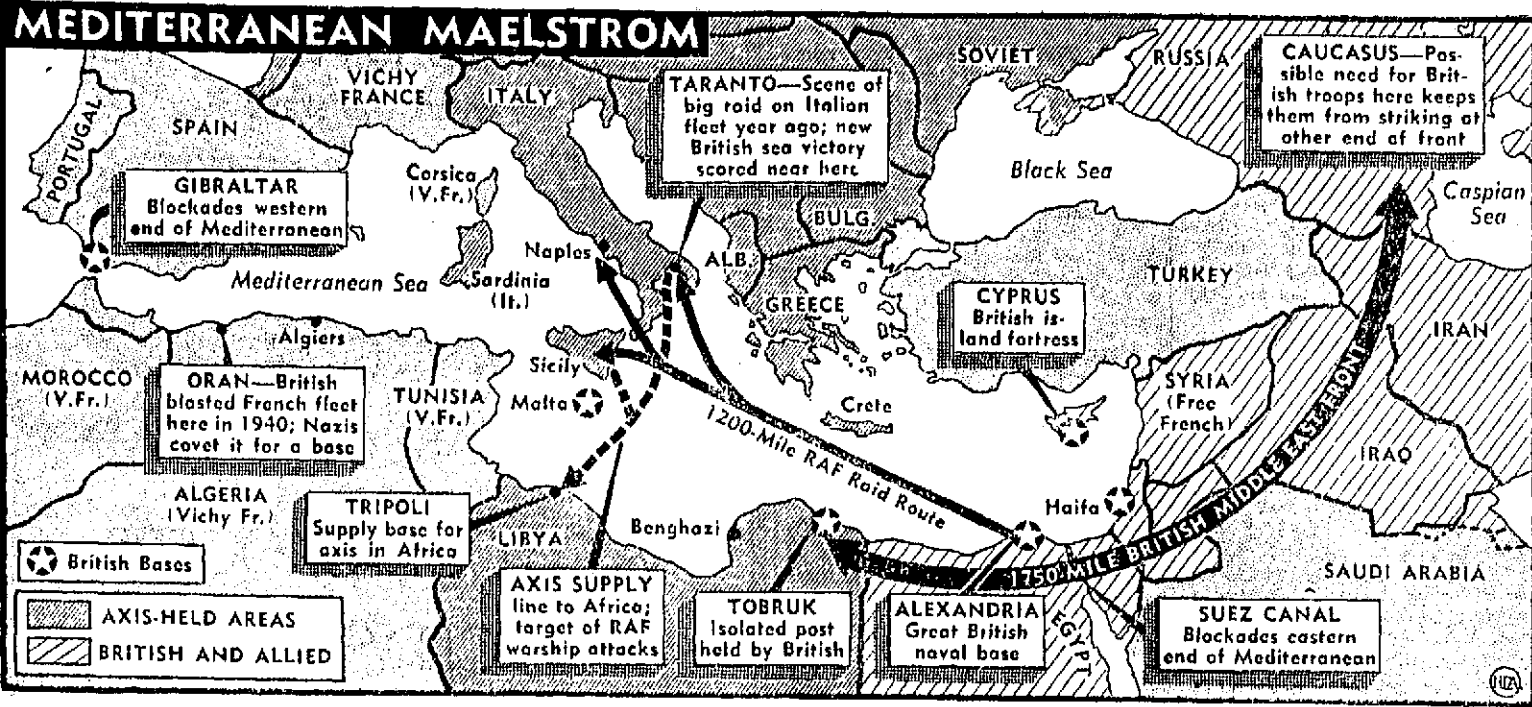 MEDITERRANEAN MAELSTROM
PORTUGAL
SPAIN
VICHY
FRANCE
ITALY
SOVIET
RUSSIA
TARANTO—Scene of
big raid on Italian
fleet year ago; new
British sea victory
scored near here
CAUCASUS—Pos-
sible need for Brit-
ish troops here keeps
them from striking at
other end of front
GIBRALTAR
Blockades western
end of Mediterranean
Corsica
(V.Fr.)
Black Sea
Caspian
Sea
BULG.
Naples
ALB.
Mediterranean Sea
Sardinia
(It.)
GREECE
TURKEY
CYPRUS
British is-
land fortress
IRAN
Algiers
MOROCCO
(V.Fr.)
ORAN—British
blasted French fleet
here in 1940; Nazis
covet it for a base
TUNISIA
(V.Fr.)
Sicily
Malta
Crete
SYRIA
(Free
French)
IRAQ
1200-Mile RAF Raid Route
1750-MILE BRITISH MIDDLE EAST FRONT
ALGERIA
(Vichy Fr.)
TRIPOLI
Supply base for
axis in Africa
LIBYA
Benghazi
Haifa
SAUDI ARABIA
British Bases
AXIS-HELD AREAS
BRITISH AND ALLIED
AXIS SUPPLY
line to Africa;
target of RAF
warship attacks
TOBRUK
Isolated post
held by British
ALEXANDRIA
Great British
naval base
EGYPT
SUEZ CANAL
Blockades eastern
end of Mediterranean